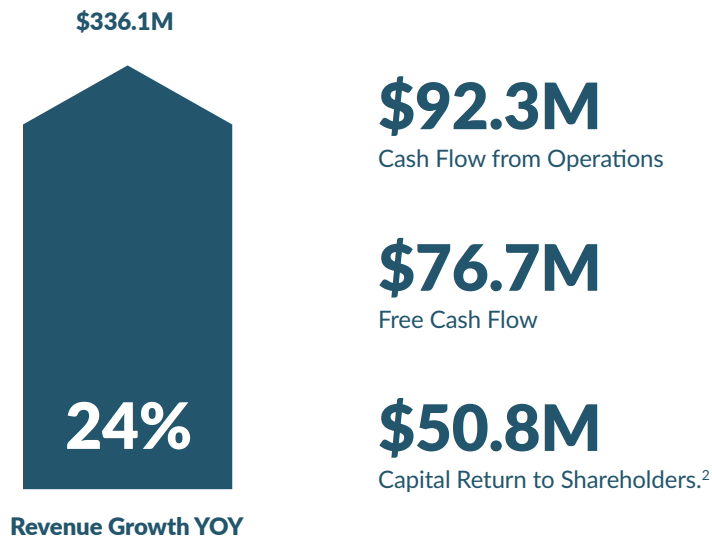 $336.1M
24%
Revenue Growth YOY
$92.3M
Cash Flow from Operations
$76.7M
Free Cash Flow
$50.8M
Capital Return to Shareholders.²